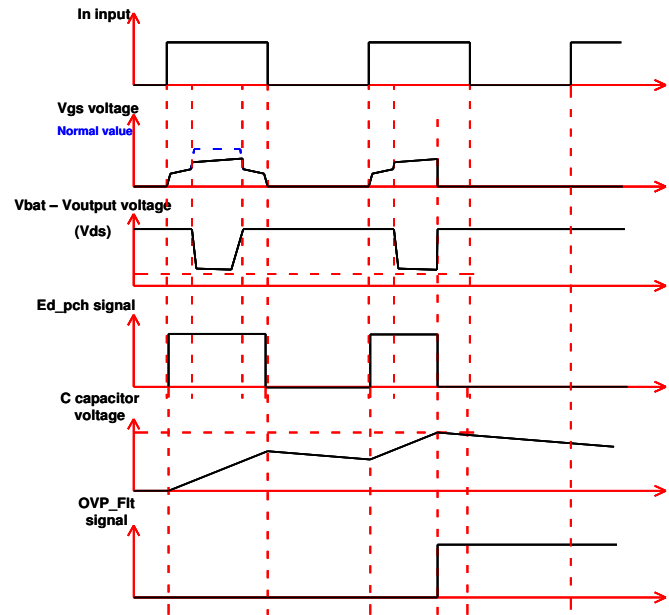 In input
Vgs voltage
Normal value
Vbat – Voutput voltage
(Vds)
Ed_pch signal
C capacitor
voltage
OVP_Flt
signal